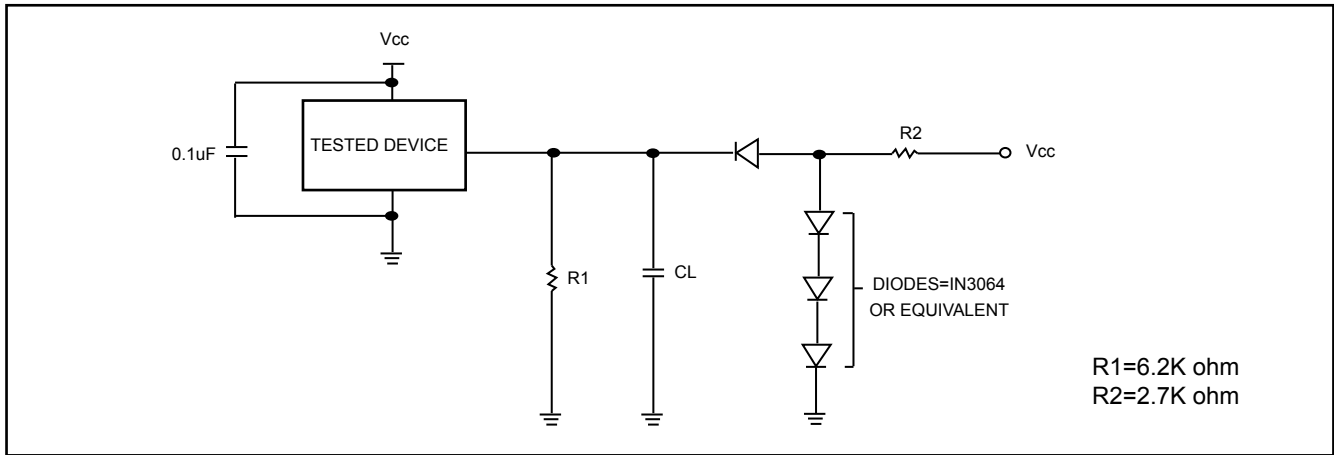 Vcc
0.1uF
TESTED DEVICE
R2
Vcc
R1
CL
DIODES=IN3064
OR EQUIVALENT
R1=6.2K ohm
R2=2.7K ohm